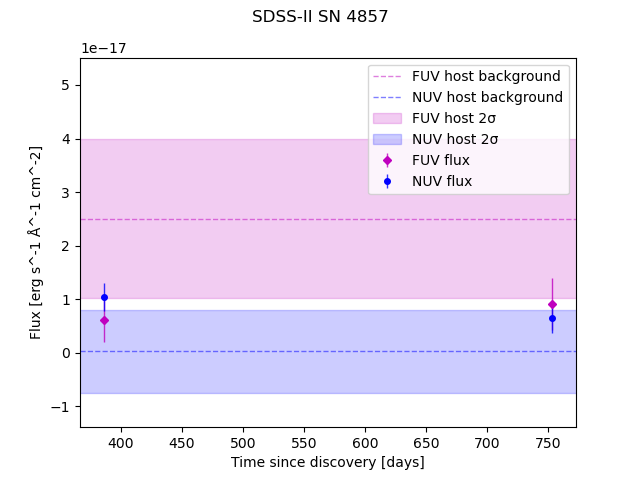 SDSS-II SN 4857
1e−17
FUV host background
NUV host background
FUV host 2σ
NUV host 2σ
FUV flux
NUV flux
5
4
3
2
1
0
−1
Flux [erg s^-1 Å^-1 cm^-2]
400 450 500 550 600 650 700 750
Time since discovery [days]